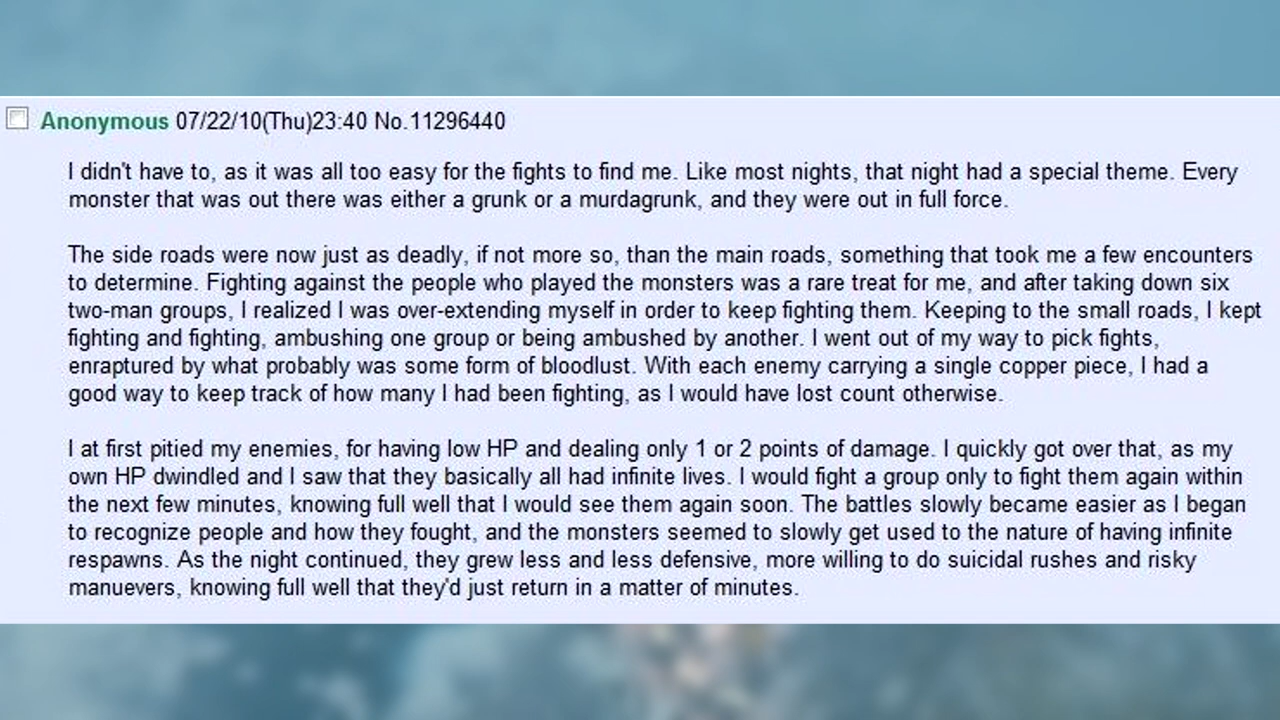 Anonymous 07/22/10(Thu)23:40 No.11296440
I didn't have to, as it was all too easy for the fights to find me. Like most nights, that night had a special theme. Every
monster that was out there was either a grunk or a murdagrunk, and they were out in full force.
The side roads were now just as deadly, if not more so, than the main roads, something that took me a few encounters
to determine. Fighting against the people who played the monsters was a rare treat for me, and after taking down six
two-man groups, I realized I was over-extending myself in order to keep fighting them. Keeping to the small roads, I kept
fighting and fighting, ambushing one group or being ambushed by another. I went out of my way to pick fights,
enraptured by what probably was some form of bloodlust. With each enemy carrying a single copper piece, I had a
good way to keep track of how many I had been fighting, as I would have lost count otherwise.
I at first pitied my enemies, for having low HP and dealing only 1 or 2 points of damage. I quickly got over that, as my
own HP dwindled and I saw that they basically all had infinite lives. I would fight a group only to fight them again within
the next few minutes, knowing full well that I would see them again soon. The battles slowly became easier as I began
to recognize people and how they fought, and the monsters seemed to slowly get used to the nature of having infinite
respawns. As the night continued, they grew less and less defensive, more willing to do suicidal rushes and risky
manuevers, knowing full well that they'd just return in a matter of minutes.